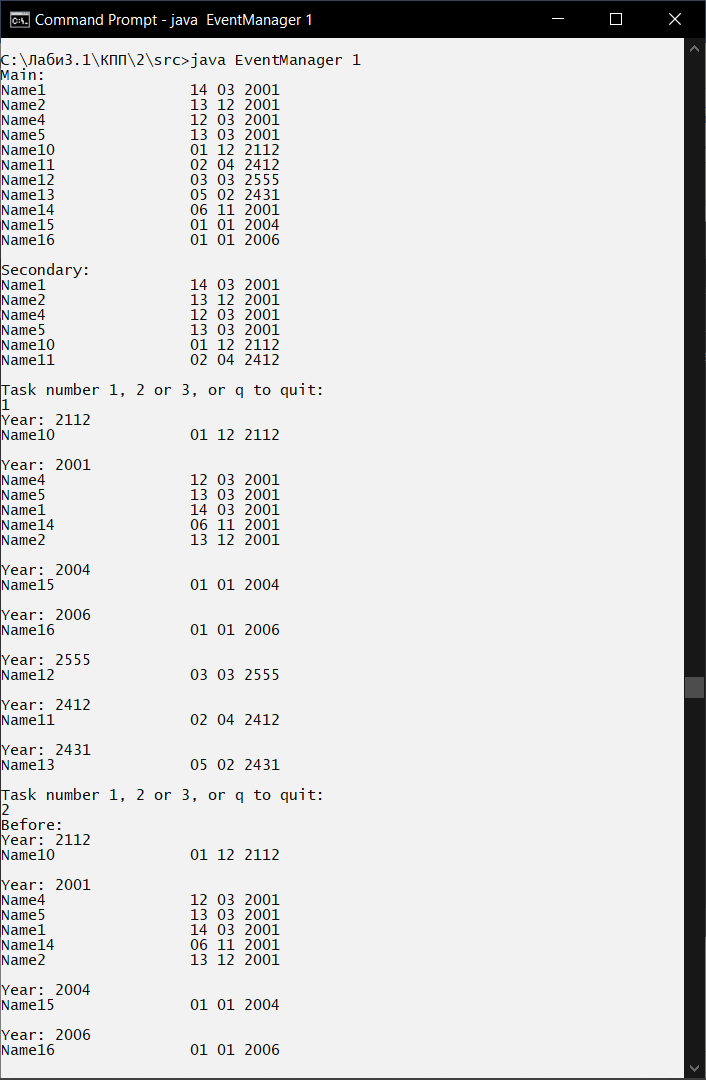 Command Prompt - java  EventManager 1
C:\Лаби3.1\КПП\2\src>java EventManager 1
Main:
Name1                14 03 2001
Name2                13 12 2001
Name4                12 03 2001
Name5                13 03 2001
Name10               01 12 2112
Name11               02 04 2412
Name12               03 03 2555
Name13               05 02 2431
Name14               06 11 2001
Name15               01 01 2004
Name16               01 01 2006
Secondary:
Name1                14 03 2001
Name2                13 12 2001
Name4                12 03 2001
Name5                13 03 2001
Name10               01 12 2112
Name11               02 04 2412
Task number 1, 2 or 3, or q to quit:
1
Year: 2112
Name10               01 12 2112
Year: 2001
Name4                12 03 2001
Name5                13 03 2001
Name1                14 03 2001
Name14               06 11 2001
Name2                13 12 2001
Year: 2004
Name15               01 01 2004
Year: 2006
Name16               01 01 2006
Year: 2555
Name12               03 03 2555
Year: 2412
Name11               02 04 2412
Year: 2431
Name13               05 02 2431
Task number 1, 2 or 3, or q to quit:
2
Before:
Year: 2112
Name10               01 12 2112
Year: 2001
Name4                12 03 2001
Name5                13 03 2001
Name1                14 03 2001
Name14               06 11 2001
Name2                13 12 2001
Year: 2004
Name15               01 01 2004
Year: 2006
Name16               01 01 2006